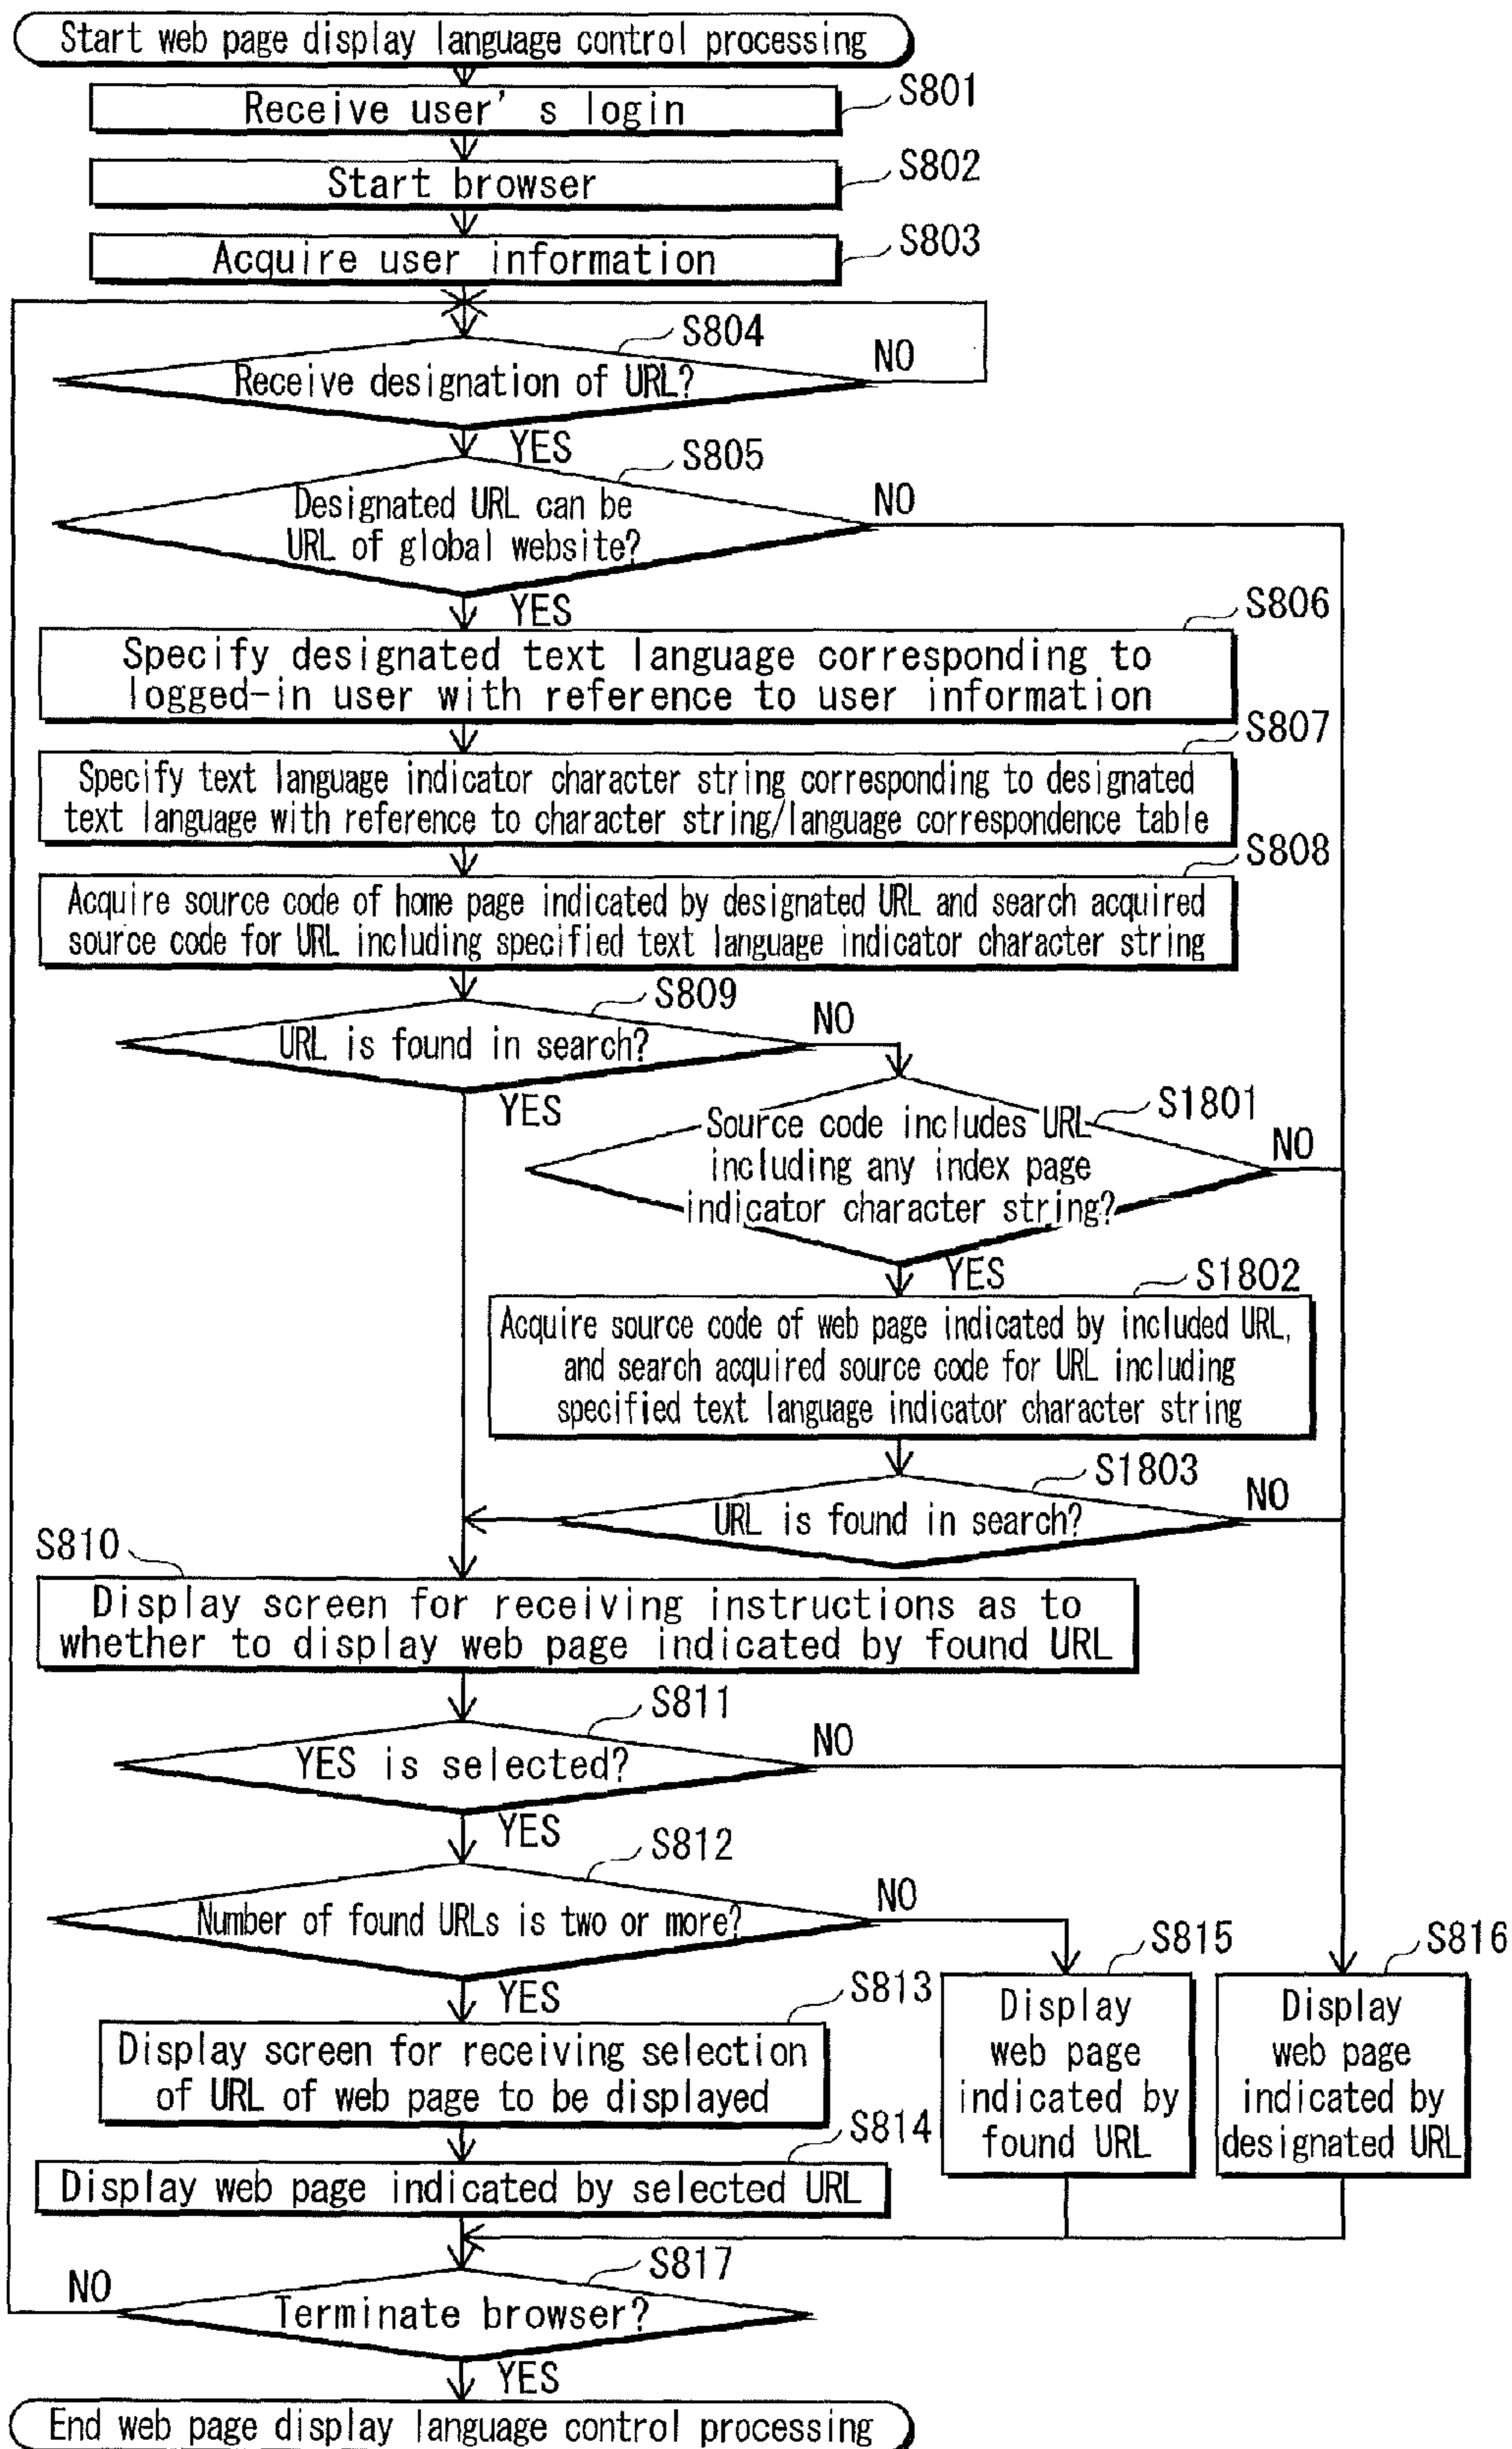 Start web page display language control processing
S801
Receive user's login
S802
Start browser
S803
Acquire user information
S804
Receive designation of URL?
NO
YES
S805
Designated URL can be
URL of global website?
NO
YES
S806
Specify designated text language corresponding to
logged-in user with reference to user information
S807
Specify text language indicator character string corresponding to designated
text language with reference to character string/language correspondence table
S808
Acquire source code of home page indicated by designated URL and search acquired
source code for URL including specified text language indicator character string
S809
URL is found in search?
NO
YES
S1801
Source code includes URL
including any index page
indicator character string?
NO
YES
S1802
Acquire source code of web page indicated by included URL,
and search acquired source code for URL including
specified text language indicator character string
S1803
URL is found in search?
NO
S810
Display screen for receiving instructions as to
whether to display web page indicated by found URL
S811
YES is selected?
NO
YES
S812
Number of found URLs is two or more?
NO
YES
S813
Display screen for receiving selection
of URL of web page to be displayed
S814
Display web page indicated by selected URL
S815
Display
web page
indicated by
found URL
S816
Display
web page
indicated by
designated URL
S817
Terminate browser?
NO
YES
End web page display language control processing